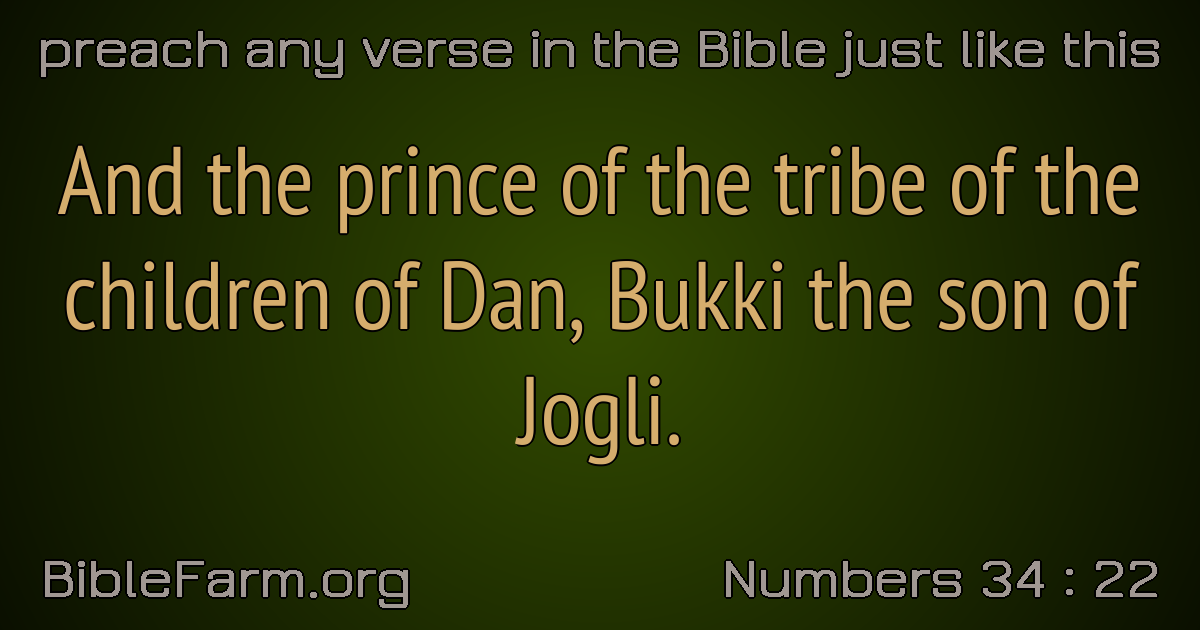 preach any verse in the Bible just like this
And the prince of the tribe of the
children of Dan, Bukki the son of
Jogli.
BibleFarm.org
Numbers 34 : 22